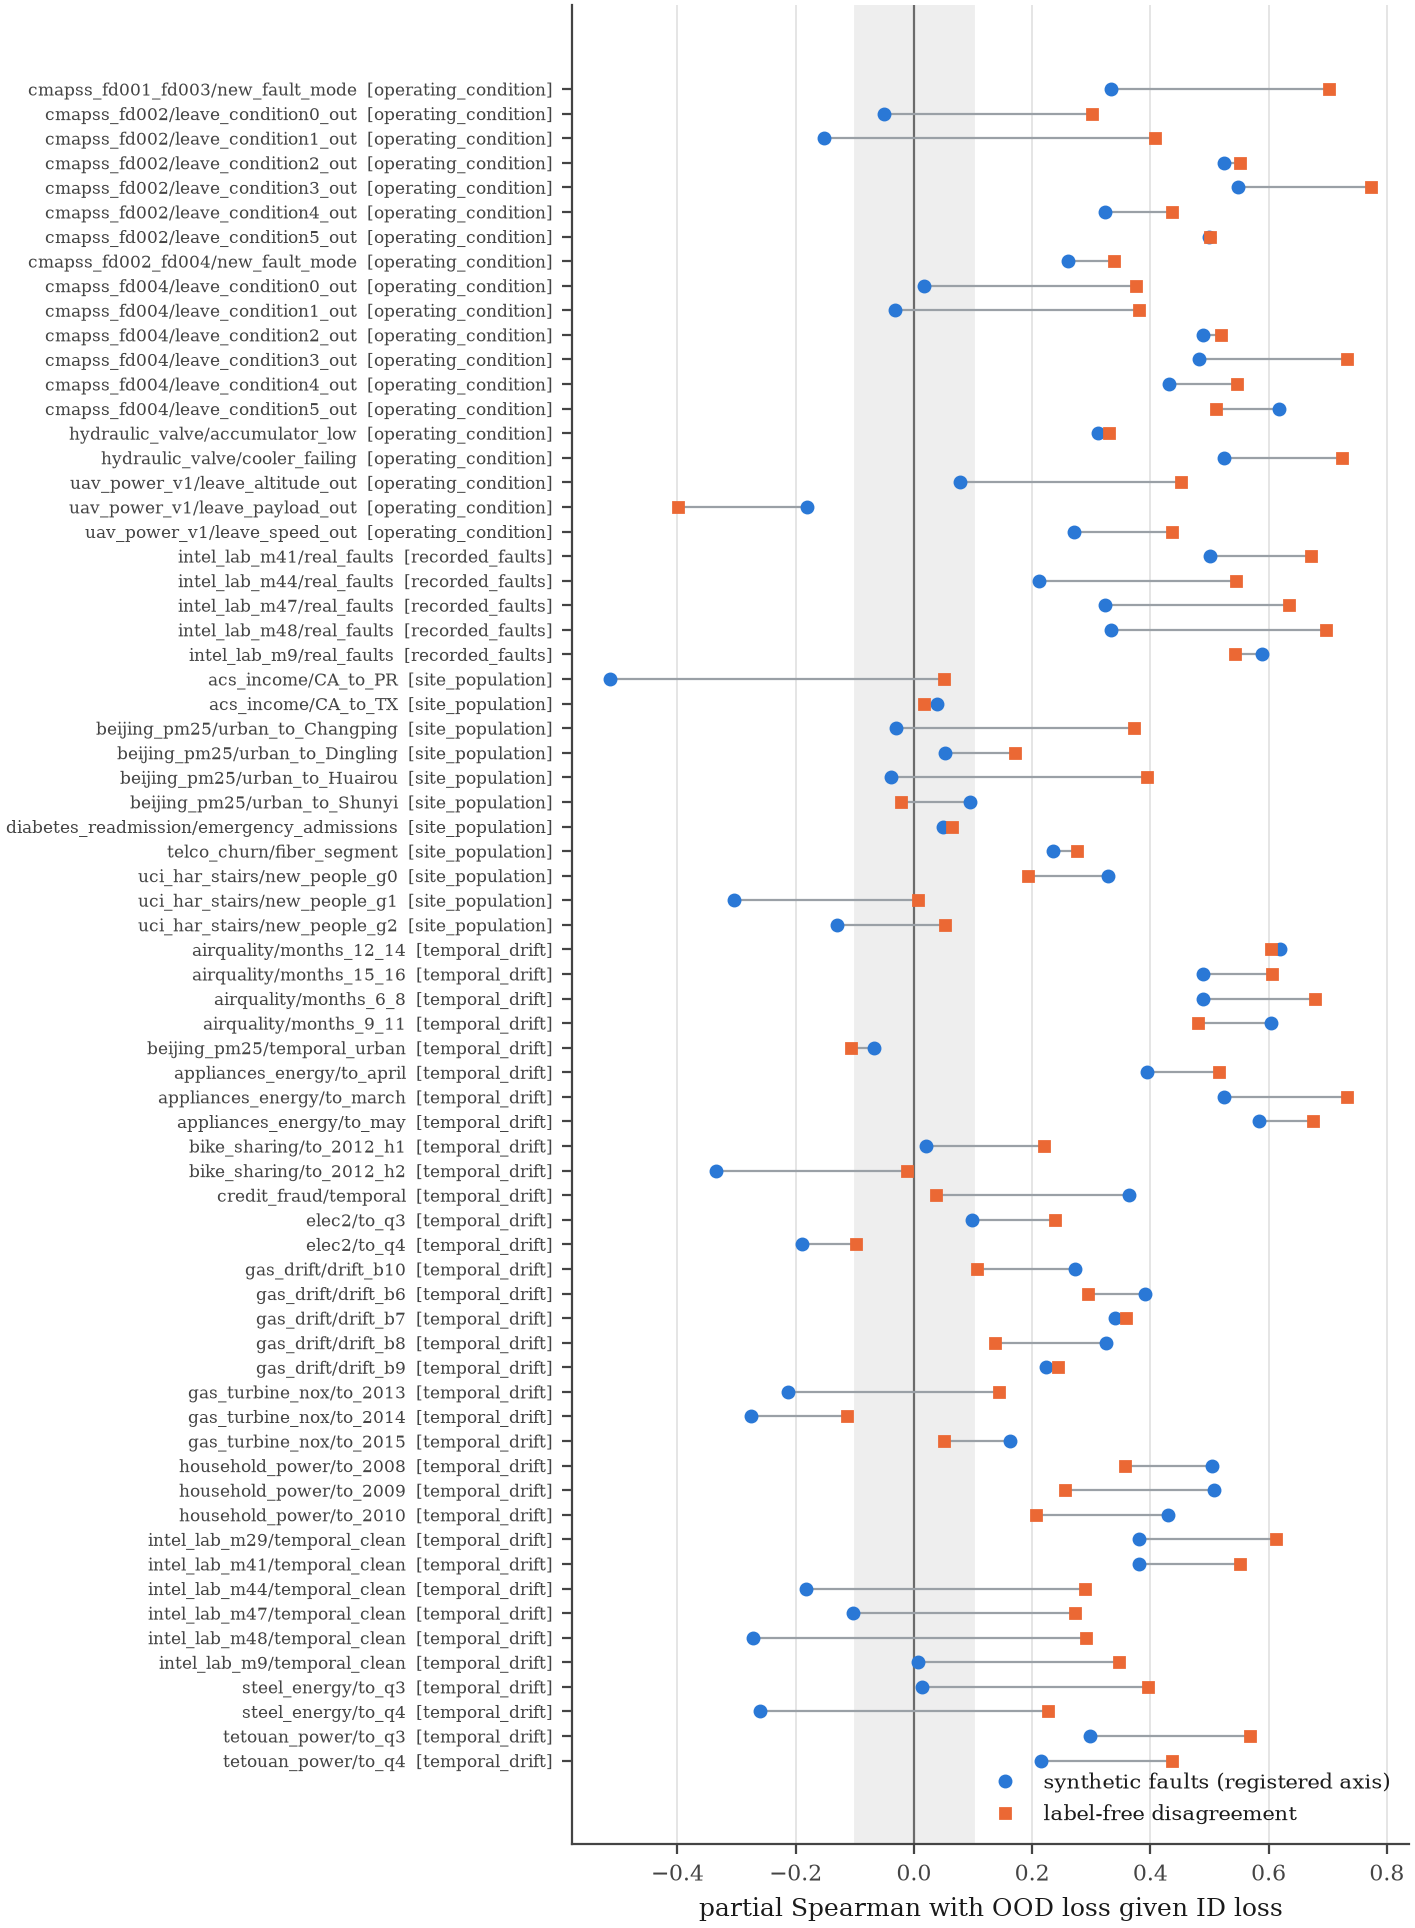 cmapss_fd001_fd003/new_fault_mode [operating_condition]
cmapss_fd002/leave_condition0_out [operating_condition]
cmapss_fd002/leave_condition1_out [operating_condition]
cmapss_fd002/leave_condition2_out [operating_condition]
cmapss_fd002/leave_condition3_out [operating_condition]
cmapss_fd002/leave_condition4_out [operating_condition]
cmapss_fd002/leave_condition5_out [operating_condition]
cmapss_fd002_fd004/new_fault_mode [operating_condition]
cmapss_fd004/leave_condition0_out [operating_condition]
cmapss_fd004/leave_condition1_out [operating_condition]
cmapss_fd004/leave_condition2_out [operating_condition]
cmapss_fd004/leave_condition3_out [operating_condition]
cmapss_fd004/leave_condition4_out [operating_condition]
cmapss_fd004/leave_condition5_out [operating_condition]
hydraulic_valve/accumulator_low [operating_condition]
hydraulic_valve/cooler_failing [operating_condition]
uav_power_v1/leave_altitude_out [operating_condition]
uav_power_v1/leave_payload_out [operating_condition]
uav_power_v1/leave_speed_out [operating_condition]
intel_lab_m41/real_faults [recorded_faults]
intel_lab_m44/real_faults [recorded_faults]
intel_lab_m47/real_faults [recorded_faults]
intel_lab_m48/real_faults [recorded_faults]
intel_lab_m9/real_faults [recorded_faults]
acs_income/CA_to_PR [site_population]
acs_income/CA_to_TX [site_population]
beijing_pm25/urban_to_Changping [site_population]
beijing_pm25/urban_to_Dingling [site_population]
beijing_pm25/urban_to_Huairou [site_population]
beijing_pm25/urban_to_Shunyi [site_population]
diabetes_readmission/emergency_admissions [site_population]
telco_churn/fiber_segment [site_population]
uci_har_stairs/new_people_g0 [site_population]
uci_har_stairs/new_people_g1 [site_population]
uci_har_stairs/new_people_g2 [site_population]
airquality/months_12_14 [temporal_drift]
airquality/months_15_16 [temporal_drift]
airquality/months_6_8 [temporal_drift]
airquality/months_9_11 [temporal_drift]
beijing_pm25/temporal_urban [temporal_drift]
appliances_energy/to_april [temporal_drift]
appliances_energy/to_march [temporal_drift]
appliances_energy/to_may [temporal_drift]
bike_sharing/to_2012_h1 [temporal_drift]
bike_sharing/to_2012_h2 [temporal_drift]
credit_fraud/temporal [temporal_drift]
elec2/to_q3 [temporal_drift]
elec2/to_q4 [temporal_drift]
gas_drift/drift_b10 [temporal_drift]
gas_drift/drift_b6 [temporal_drift]
gas_drift/drift_b7 [temporal_drift]
gas_drift/drift_b8 [temporal_drift]
gas_drift/drift_b9 [temporal_drift]
gas_turbine_nox/to_2013 [temporal_drift]
gas_turbine_nox/to_2014 [temporal_drift]
gas_turbine_nox/to_2015 [temporal_drift]
household_power/to_2008 [temporal_drift]
household_power/to_2009 [temporal_drift]
household_power/to_2010 [temporal_drift]
intel_lab_m29/temporal_clean [temporal_drift]
intel_lab_m41/temporal_clean [temporal_drift]
intel_lab_m44/temporal_clean [temporal_drift]
intel_lab_m47/temporal_clean [temporal_drift]
intel_lab_m48/temporal_clean [temporal_drift]
intel_lab_m9/temporal_clean [temporal_drift]
steel_energy/to_q3 [temporal_drift]
steel_energy/to_q4 [temporal_drift]
tetouan_power/to_q3 [temporal_drift]
tetouan_power/to_q4 [temporal_drift]
synthetic faults (registered axis)
label-free disagreement
−0.4 −0.2 0.0 0.2 0.4 0.6 0.8
partial Spearman with OOD loss given ID loss